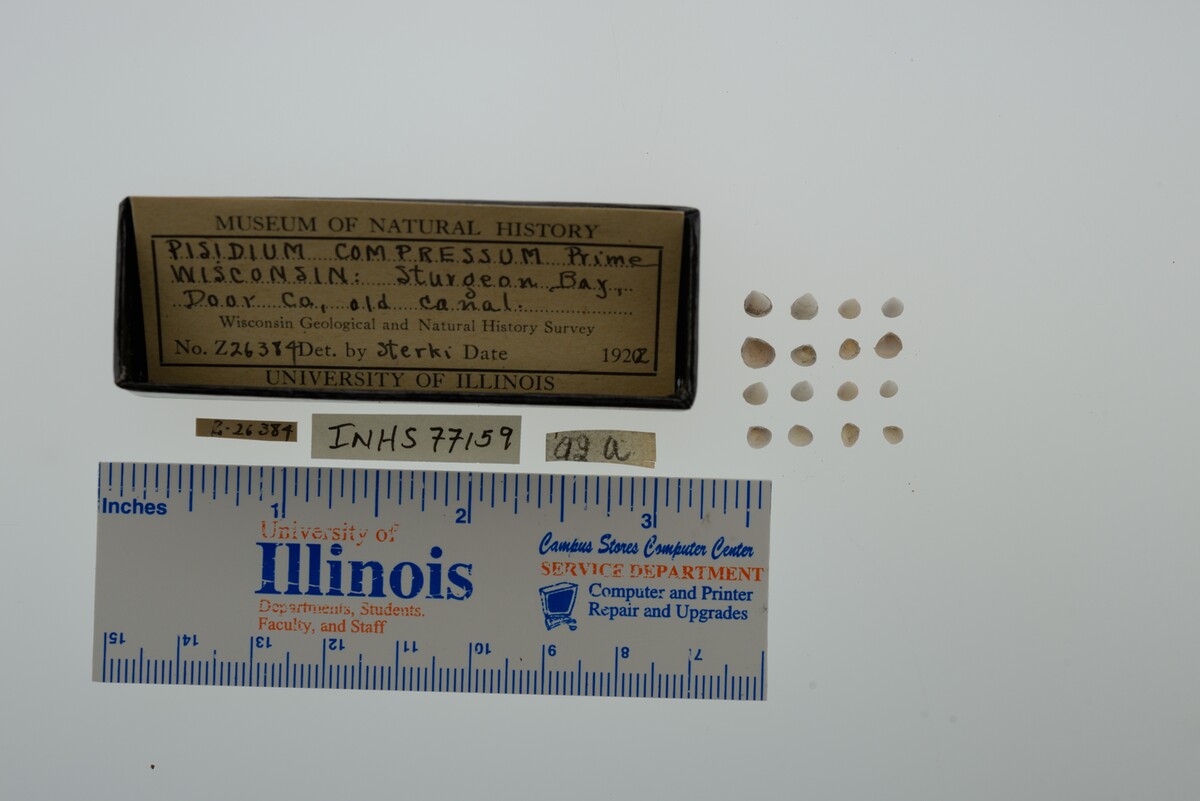 MUSEUM OF NATURAL HISTORY
PISIDIUM COMPRESSUM Prime
WISCONSIN: Sturgeon Bay,
Door Co, old canal.
Wisconsin Geological and Natural History Survey
No. Z26384 Det. by Sterki Date 1922
UNIVERSITY OF ILLINOIS
Z-26384
INHS 77159
92 a
Inches 1 2 3
University of
Illinois
Departments, Students,
Faculty, and Staff
Campus Stores Computer Center
SERVICE DEPARTMENT
Computer and Printer
Repair and Upgrades
15 14 13 12 11 10 9 8 7